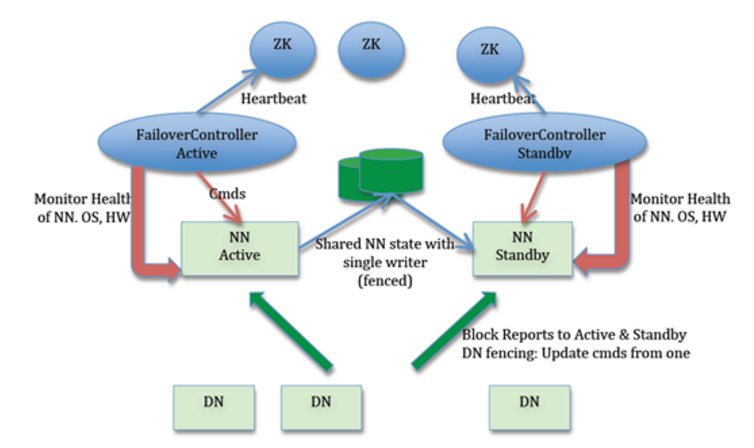 ZK
ZK
ZK
Heartbeat
Heartbeat
FailoverController
Active
FailoverController
Standby
Cmds
Monitor Health
of NN. OS, HW
Monitor Health
of NN. OS, HW
NN
Active
Shared NN state with
single writer
(fenced)
NN
Standby
Block Reports to Active & Standby
DN fencing: Update cmds from one
DN
DN
DN